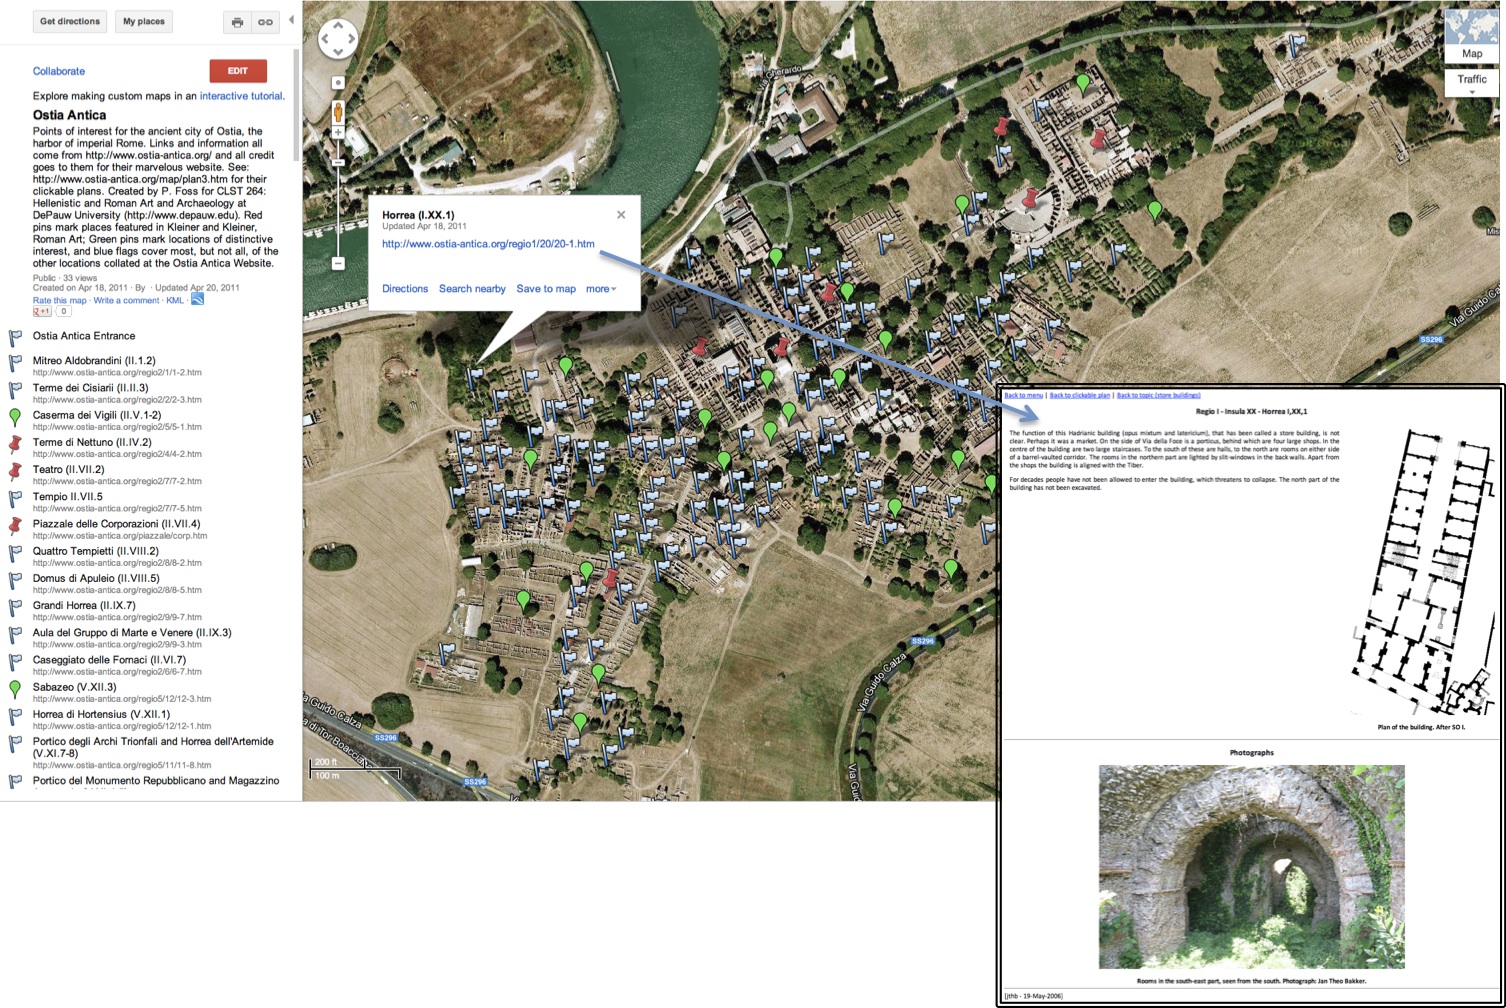 Get directions
My places
Collaborate
EDIT
Explore making custom maps in an interactive tutorial.
Ostia Antica
Points of interest for the ancient city of Ostia, the
harbor of imperial Rome. Links and information all
come from http://www.ostia-antica.org/ and all credit
goes to them for their marvelous website. See:
http://www.ostia-antica.org/map/plan3.htm for their
clickable plans. Created by P. Foss for CLST 264:
Hellenistic and Roman Art and Archaeology at
DePauw University (http://www.depauw.edu). Red
pins mark places featured in Kleiner and Kleiner,
Roman Art; Green pins mark locations of distinctive
interest, and blue flags cover most, but not all, of the
other locations collated at the Ostia Antica Website.
Public · 33 views
Created on Apr 18, 2011 · By · Updated Apr 20, 2011
Rate this map · Write a comment · KML ·
+1 0
Ostia Antica Entrance
Mitreo Aldobrandini (II.1.2)
http://www.ostia-antica.org/regio2/1/1-2.htm
Terme dei Cisiarii (II.II.3)
http://www.ostia-antica.org/regio2/2/2-3.htm
Caserma dei Vigili (II.V.1-2)
http://www.ostia-antica.org/regio2/5/5-1.htm
Terme di Nettuno (II.IV.2)
http://www.ostia-antica.org/regio2/4/4-2.htm
Teatro (II.VII.2)
http://www.ostia-antica.org/regio2/7/7-2.htm
Tempio II.VII.5
http://www.ostia-antica.org/regio2/7/7-5.htm
Piazzale delle Corporazioni (II.VII.4)
http://www.ostia-antica.org/piazzale/corp.htm
Quattro Tempietti (II.VIII.2)
http://www.ostia-antica.org/regio2/8/8-2.htm
Domus di Apuleio (II.VIII.5)
http://www.ostia-antica.org/regio2/8/8-5.htm
Grandi Horrea (II.IX.7)
http://www.ostia-antica.org/regio2/9/9-7.htm
Aula del Gruppo di Marte e Venere (II.IX.3)
http://www.ostia-antica.org/regio2/9/9-3.htm
Caseggiato delle Fornaci (II.VI.7)
http://www.ostia-antica.org/regio2/6/6-7.htm
Sabazeo (V.XII.3)
http://www.ostia-antica.org/regio5/12/12-3.htm
Horrea di Hortensius (V.XII.1)
http://www.ostia-antica.org/regio5/12/12-1.htm
Portico degli Archi Trionfali and Horrea dell'Artemide
(V.XI.7-8)
http://www.ostia-antica.org/regio5/11/11-8.htm
Portico del Monumento Repubblicano and Magazzino
Horrea (I.XX.1)
Updated Apr 18, 2011
http://www.ostia-antica.org/regio1/20/20-1.htm
Directions Search nearby Save to map more
Via Gherardo
Map
Traffic
Via Guido Ca
SS296
SS296
Via Guido Calza
Via Gui
a Guido Calza
a di Tor Boaccia
SS296
SS296
200 ft
100 m
Back to menu | Back to clickable plan | Back to topic (store buildings)
Regio I - Insula XX - Horrea I,XX,1
The function of this Hadrianic building (opus mixtum and latericium), that has been called a store building, is not
clear. Perhaps it was a market. On the side of Via della Foce is a porticus, behind which are four large shops. In the
centre of the building are two large staircases. To the south of these are halls, to the north are rooms on either side
of a barrel-vaulted corridor. The rooms in the northern part are lighted by slit-windows in the back walls. Apart from
the shops the building is aligned with the Tiber.
For decades people have not been allowed to enter the building, which threatens to collapse. The north part of the
building has not been excavated.
Plan of the building. After SO I.
Photographs
Rooms in the south-east part, seen from the south. Photograph: Jan Theo Bakker.
[jthb - 19-May-2006]